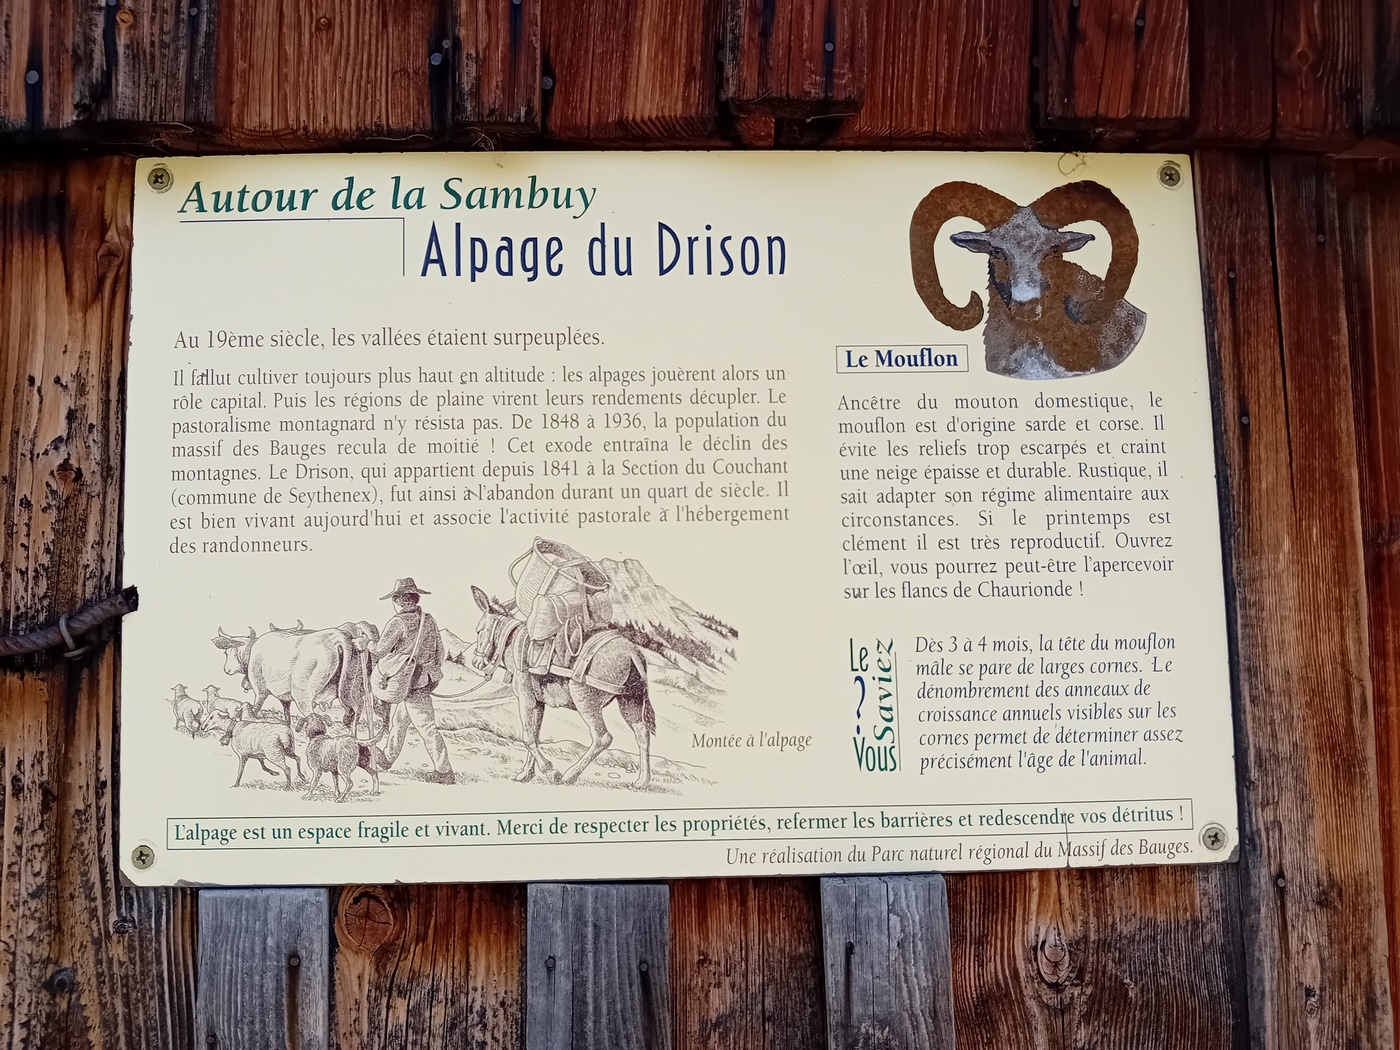 Autour de la Sambuy
Alpage du Drison
Au 19ème siècle, les vallées étaient surpeuplées.
Il fallut cultiver toujours plus haut en altitude : les alpages jouèrent alors un
rôle capital. Puis les régions de plaine virent leurs rendements décupler. Le
pastoralisme montagnard n'y résista pas. De 1848 à 1936, la population du
massif des Bauges recula de moitié ! Cet exode entraîna le déclin des
montagnes. Le Drison, qui appartient depuis 1841 à la Section du Couchant
(commune de Seythenex), fut ainsi à l'abandon durant un quart de siècle. Il
est bien vivant aujourd'hui et associe l'activité pastorale à l'hébergement
des randonneurs.
Montée à l'alpage
Le Mouflon
Ancêtre du mouton domestique, le
mouflon est d'origine sarde et corse. Il
évite les reliefs trop escarpés et craint
une neige épaisse et durable. Rustique, il
sait adapter son régime alimentaire aux
circonstances. Si le printemps est
clément il est très reproductif. Ouvrez
l'œil, vous pourrez peut-être l'apercevoir
sur les flancs de Chaurionde !
Le
Saviez
?
Vous
Dès 3 à 4 mois, la tête du mouflon
mâle se pare de larges cornes. Le
dénombrement des anneaux de
croissance annuels visibles sur les
cornes permet de déterminer assez
précisément l'âge de l'animal.
L'alpage est un espace fragile et vivant. Merci de respecter les propriétés, refermer les barrières et redescendre vos détritus !
Une réalisation du Parc naturel régional du Massif des Bauges.